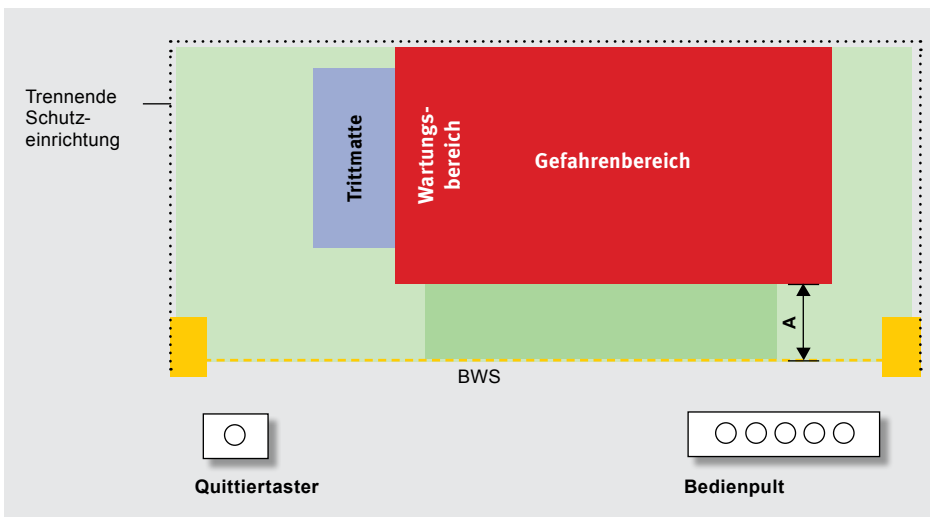 Trennende
Schutz-
einrichtung
Trittmatte
Wartungs-
bereich
Gefahrenbereich
A
BWS
Quittiertaster
Bedienpult